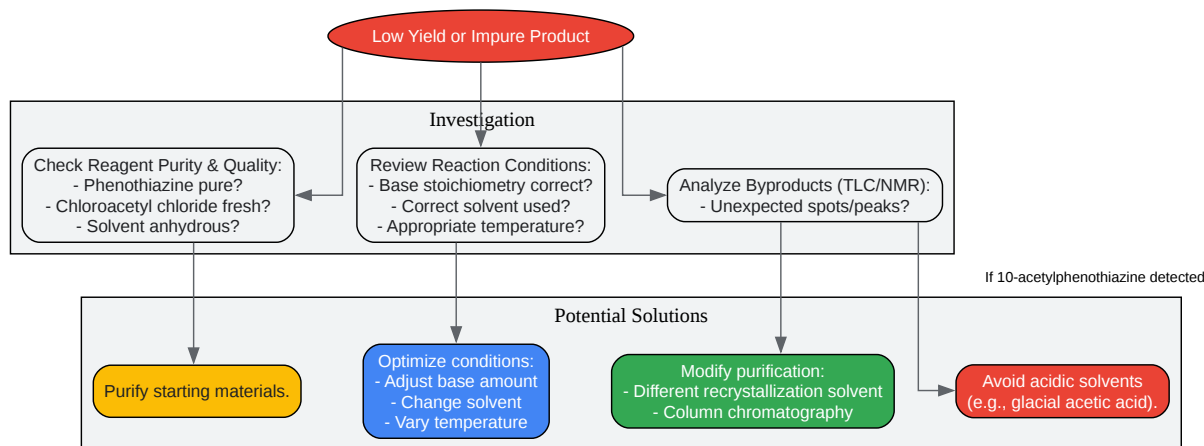 Low Yield or Impure Product
Investigation
Check Reagent Purity & Quality:
- Phenothiazine pure?
- Chloroacetyl chloride fresh?
- Solvent anhydrous?
Review Reaction Conditions:
- Base stoichiometry correct?
- Correct solvent used?
- Appropriate temperature?
Analyze Byproducts (TLC/NMR):
- Unexpected spots/peaks?
If 10-acetylphenothiazine detected
Potential Solutions
Purify starting materials.
Optimize conditions:
- Adjust base amount
- Change solvent
- Vary temperature
Modify purification:
- Different recrystallization solvent
- Column chromatography
Avoid acidic solvents
(e.g., glacial acetic acid).